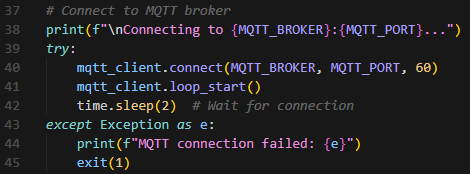 37 # Connect to MQTT broker
38 print(f"\nConnecting to {MQTT_BROKER}:{MQTT_PORT}...")
39 try:
40     mqtt_client.connect(MQTT_BROKER, MQTT_PORT, 60)
41     mqtt_client.loop_start()
42     time.sleep(2)  # Wait for connection
43 except Exception as e:
44     print(f"MQTT connection failed: {e}")
45     exit(1)